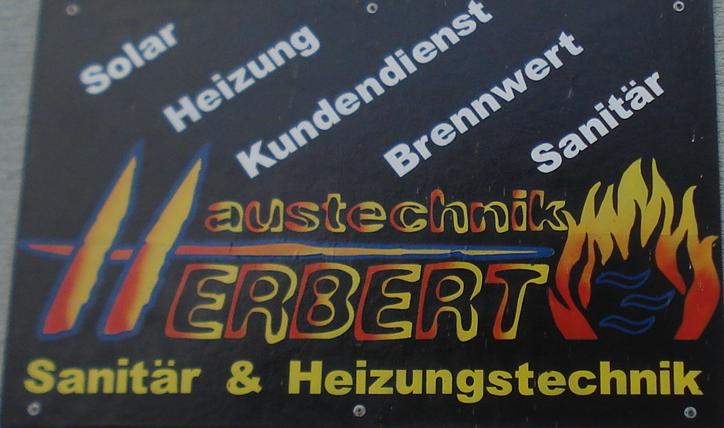 Solar
Heizung
Kundendienst
Brennwert
Sanitär
Haustechnik
HERBERT
Sanitär & Heizungstechnik